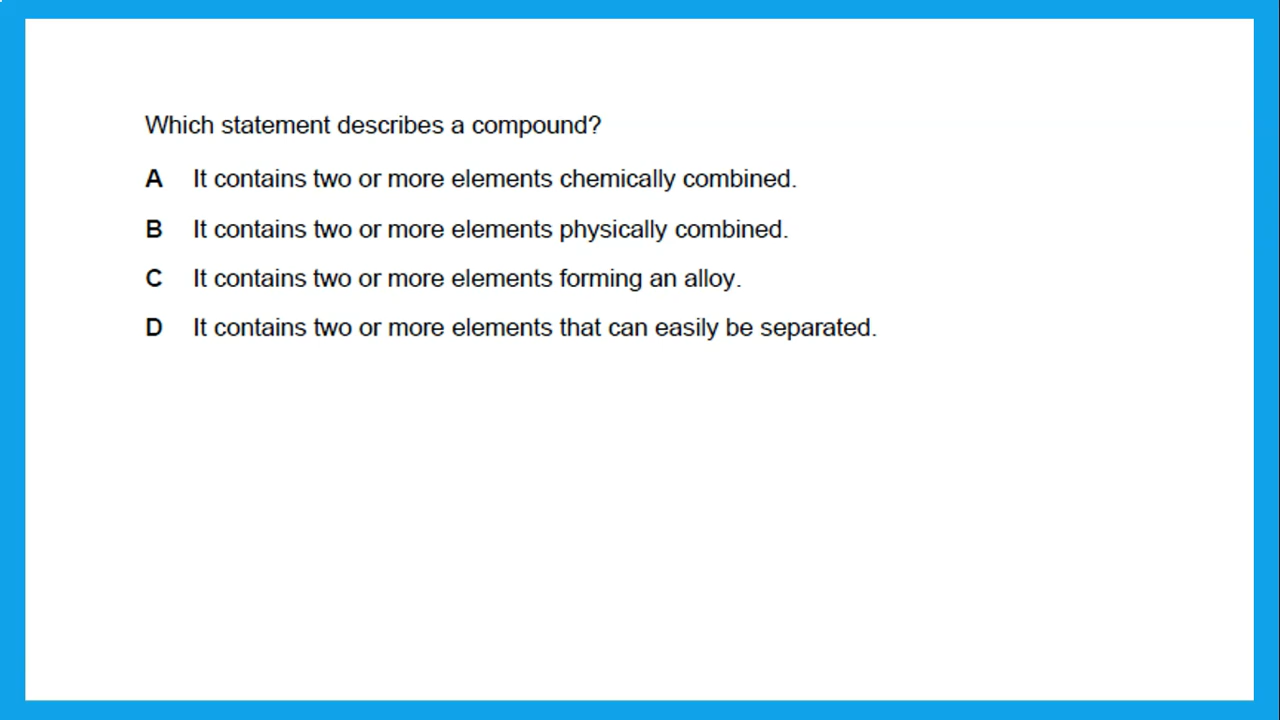 Which statement describes a compound?
A It contains two or more elements chemically combined.
B It contains two or more elements physically combined.
C It contains two or more elements forming an alloy.
D It contains two or more elements that can easily be separated.